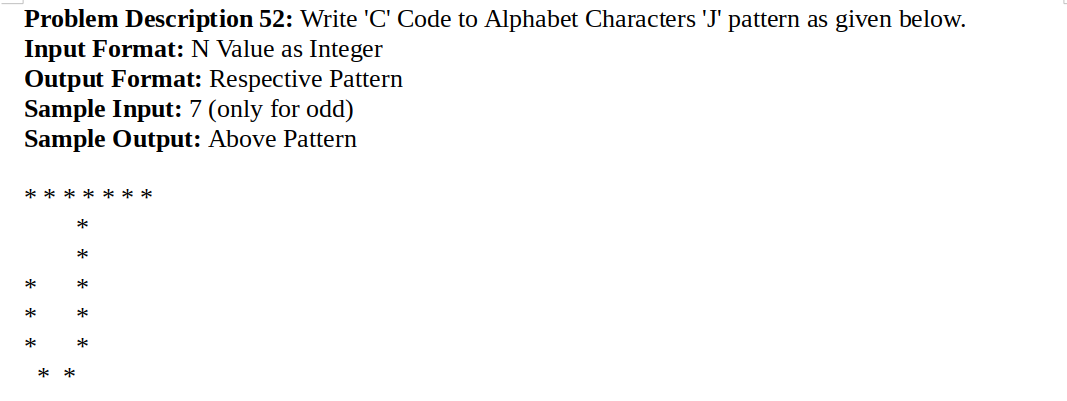 Problem Description 52: Write 'C' Code to Alphabet Characters 'J' pattern as given below.
Input Format: N Value as Integer
Output Format: Respective Pattern
Sample Input: 7 (only for odd)
Sample Output: Above Pattern
* * * * * * *
        *
        *
*       *
*       *
*       *
  *  *